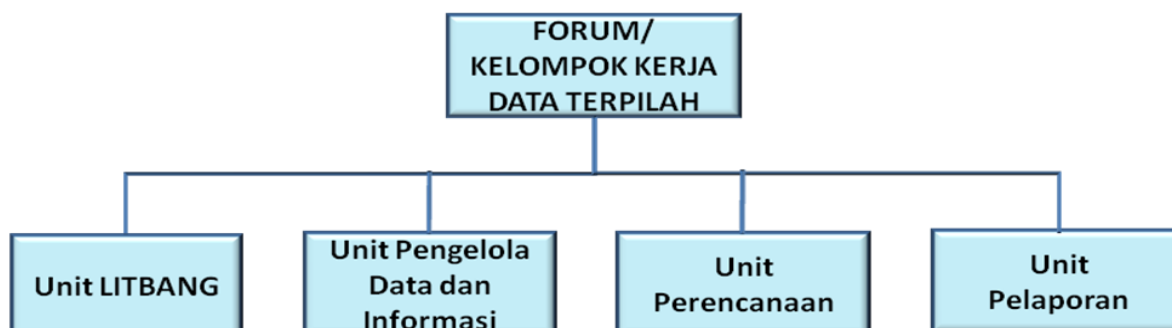 FORUM/
KELOMPOK KERJA
DATA TERPILAH
Unit LITBANG
Unit Pengelola
Data dan
Informasi
Unit
Perencanaan
Unit
Pelaporan